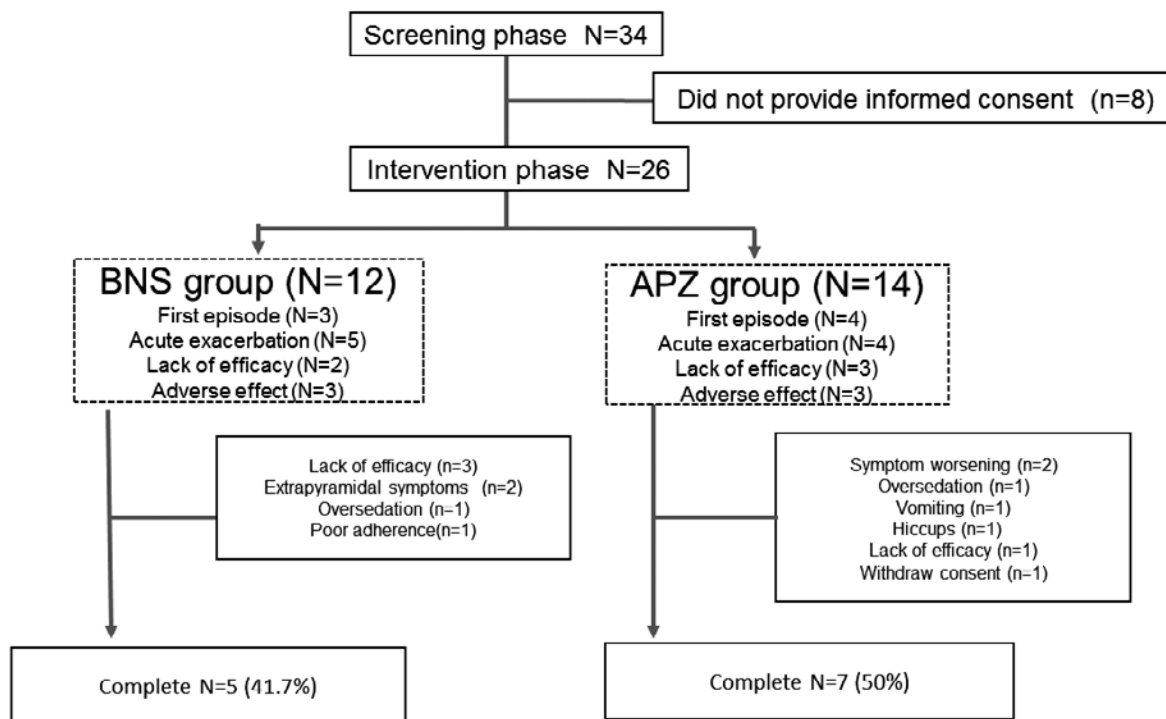 Screening phase N=34
Did not provide informed consent (n=8)
Intervention phase N=26
BNS group (N=12)
First episode (N=3)
Acute exacerbation (N=5)
Lack of efficacy (N=2)
Adverse effect (N=3)
APZ group (N=14)
First episode (N=4)
Acute exacerbation (N=4)
Lack of efficacy (N=3)
Adverse effect (N=3)
Lack of efficacy (n=3)
Extrapyramidal symptoms (n=2)
Oversedation (n=1)
Poor adherence(n=1)
Symptom worsening (n=2)
Oversedation (n=1)
Vomiting (n=1)
Hiccups (n=1)
Lack of efficacy (n=1)
Withdraw consent (n=1)
Complete N=5 (41.7%)
Complete N=7 (50%)